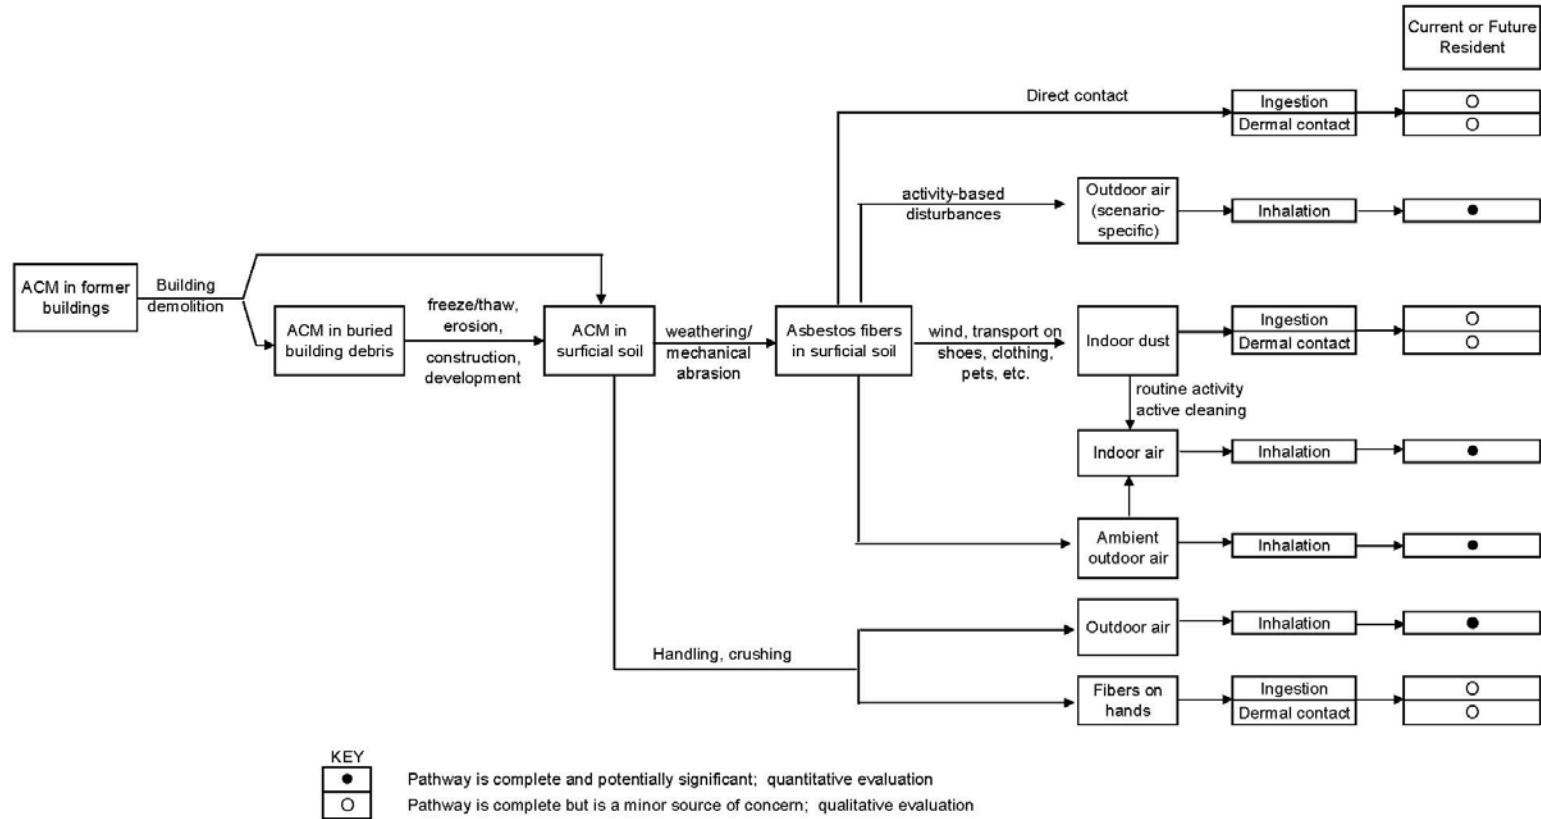 Current or Future
Resident
Direct contact
Ingestion
Dermal contact
activity-based
disturbances
Outdoor air
(scenario-
specific)
Inhalation
ACM in former
buildings
Building
demolition
ACM in buried
building debris
freeze/thaw,
erosion,
construction,
development
ACM in
surficial soil
weathering/
mechanical
abrasion
Asbestos fibers
in surficial soil
wind, transport on
shoes, clothing,
pets, etc.
Indoor dust
Ingestion
Dermal contact
routine activity
active cleaning
Indoor air
Inhalation
Ambient
outdoor air
Inhalation
Handling, crushing
Outdoor air
Inhalation
Fibers on
hands
Ingestion
Dermal contact
KEY
Pathway is complete and potentially significant; quantitative evaluation
Pathway is complete but is a minor source of concern; qualitative evaluation